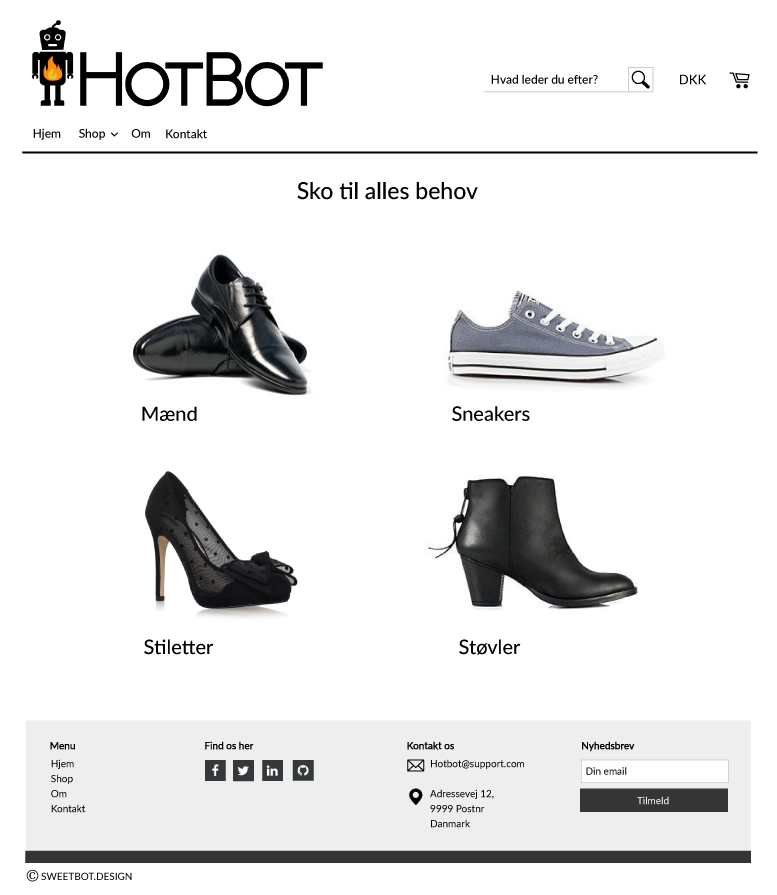 HOTBOT
Hvad leder du efter?
DKK
Hjem Shop Om Kontakt
Sko til alles behov
Mænd
Sneakers
Stiletter
Støvler
Menu
Hjem
Shop
Om
Kontakt
Find os her
Kontakt os
Hotbot@support.com
Adressevej 12,
9999 Postnr
Danmark
Nyhedsbrev
Din email
Tilmeld
© SWEETBOT.DESIGN